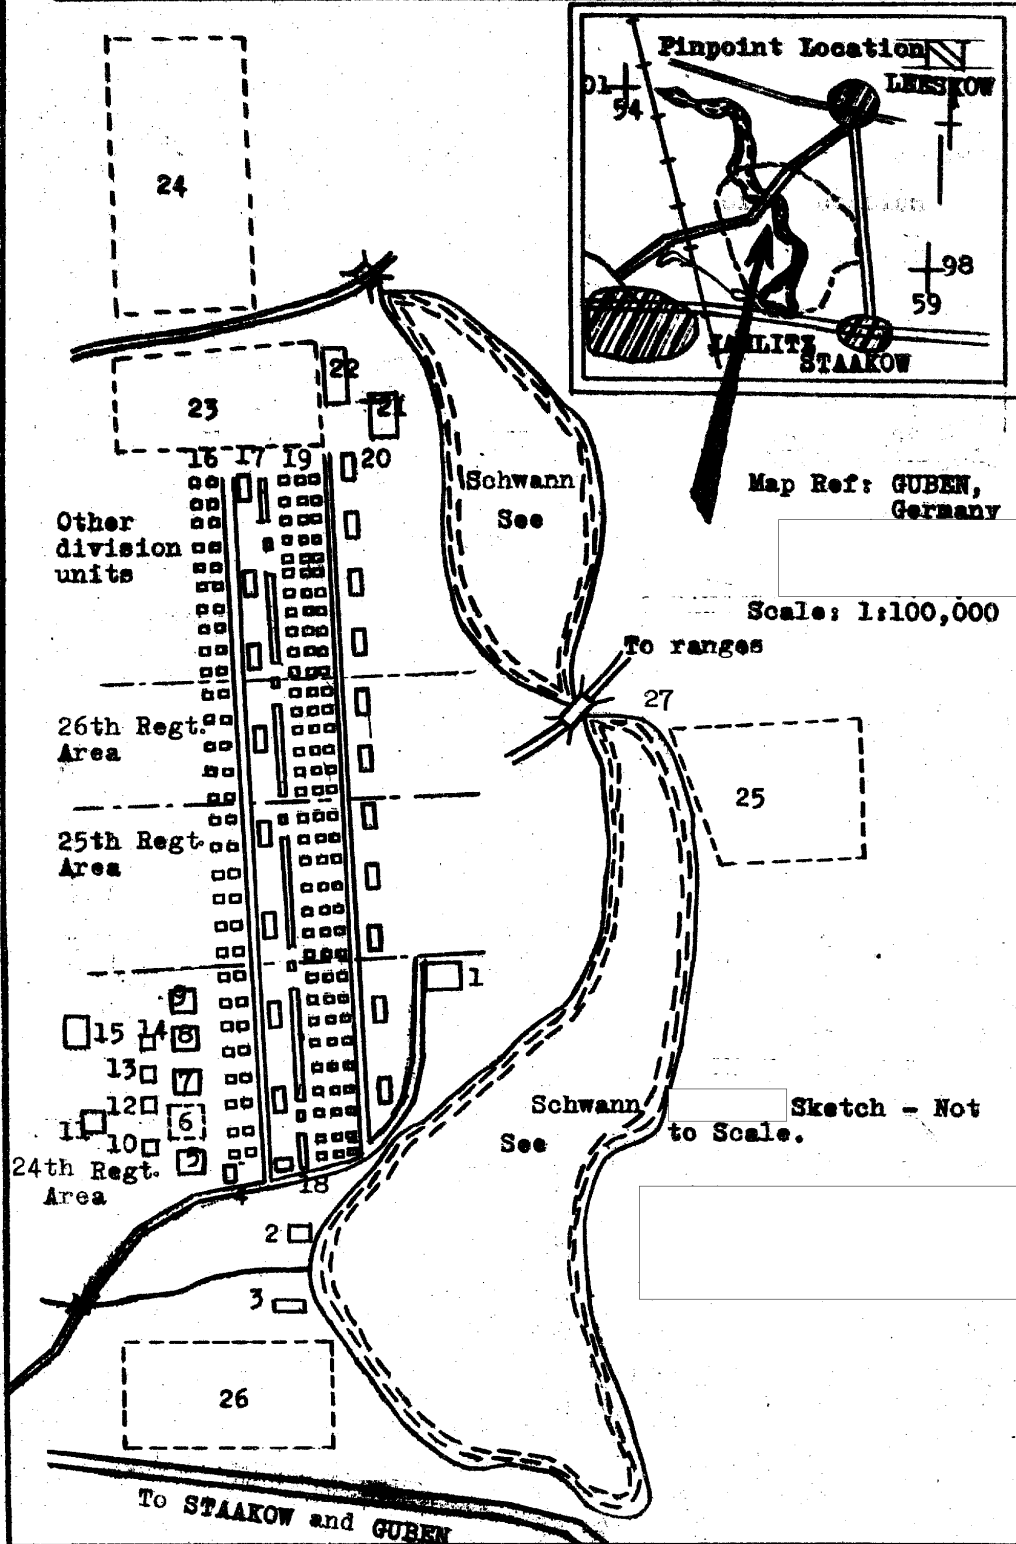 Pinpoint Location
LEESKOW
01
54
98
59
JAMLITZ
STAAKOW
24
22
23
21
16 17 19 20
Schwann
See
Map Ref: GUBEN,
Germany
Other
division
units
Scale: 1:100,000
To ranges
27
26th Regt.
Area
25
25th Regt.
Area
1
9
15 14 8
13 7
12
11 6
10 5
24th Regt.
Area
4 18
Schwann
See
Sketch - Not
to Scale.
2
3
26
To STAAKOW and GUBEN